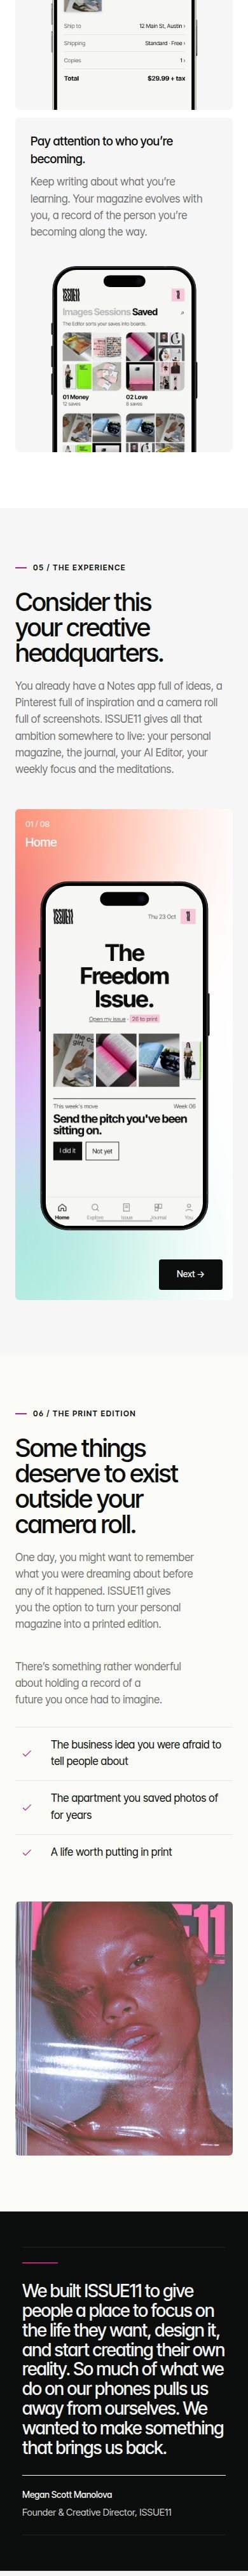 Ship to 12 Main St, Austin ›
Shipping Standard · Free ›
Copies 1 ›
Total $29.99 + tax
Pay attention to who you’re
becoming.
Keep writing about what you’re
learning. Your magazine evolves with
you, a record of the person you’re
becoming along the way.
ISSUE11
Images Sessions Saved
The Editor sorts your saves into boards.
01 Money 02 Love
12 saves 8 saves
05 / THE EXPERIENCE
Consider this
your creative
headquarters.
You already have a Notes app full of ideas, a
Pinterest full of inspiration and a camera roll
full of screenshots. ISSUE11 gives all that
ambition somewhere to live: your personal
magazine, the journal, your AI Editor, your
weekly focus and the meditations.
01 / 08
Home
ISSUE11 Thu 23 Oct 11
The
Freedom
Issue.
Open my issue · 26 to print
This week's move Week 06
Send the pitch you've been
sitting on.
I did it Not yet
Home Explore Issue Journal You
Next →
06 / THE PRINT EDITION
Some things
deserve to exist
outside your
camera roll.
One day, you might want to remember
what you were dreaming about before
any of it happened. ISSUE11 gives
you the option to turn your personal
magazine into a printed edition.
There’s something rather wonderful
about holding a record of a
future you once had to imagine.
The business idea you were afraid to
tell people about
The apartment you saved photos of
for years
A life worth putting in print
11
We built ISSUE11 to give
people a place to focus on
the life they want, design it,
and start creating their own
reality. So much of what we
do on our phones pulls us
away from ourselves. We
wanted to make something
that brings us back.
Megan Scott Manolova
Founder & Creative Director, ISSUE11